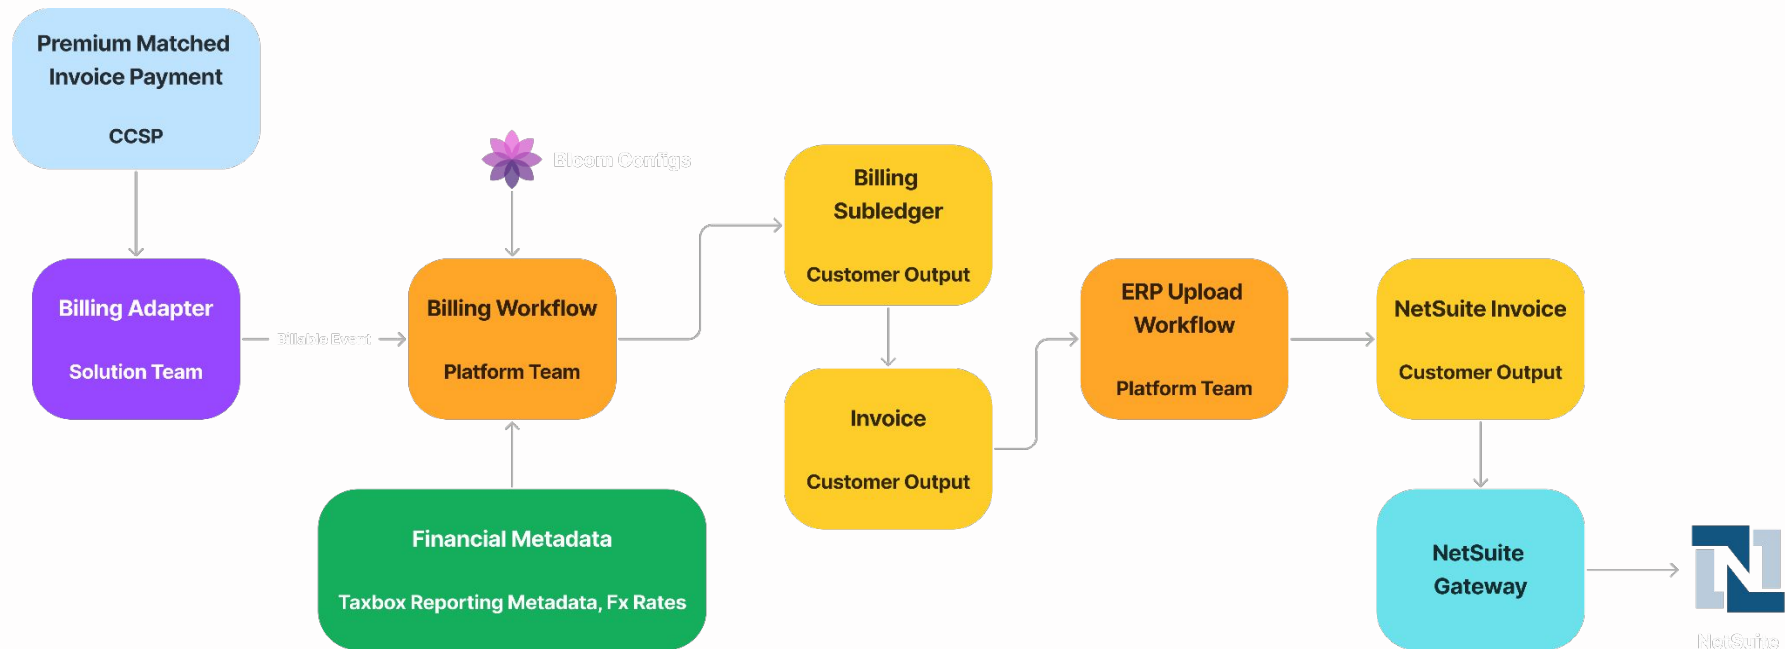 Premium Matched
Invoice Payment
CCSP
Bloom Configs
Billing Adapter
Solution Team
Billable Event
Billing Workflow
Platform Team
Financial Metadata
Taxbox Reporting Metadata, Fx Rates
Billing
Subledger
Customer Output
Invoice
Customer Output
ERP Upload
Workflow
Platform Team
NetSuite Invoice
Customer Output
NetSuite
Gateway
N
NetSuite